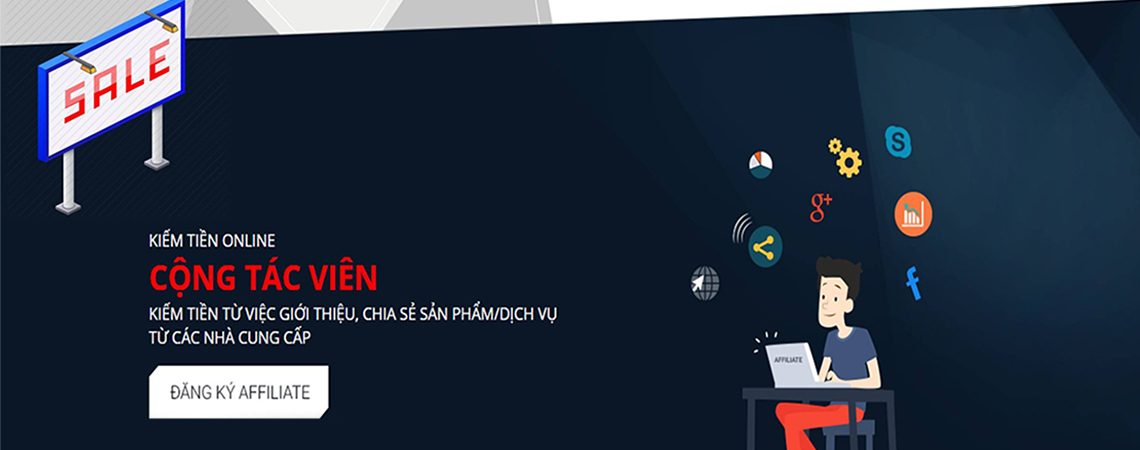 SALE
KIẾM TIỀN ONLINE
CỘNG TÁC VIÊN
KIẾM TIỀN TỪ VIỆC GIỚI THIỆU, CHIA SẺ SẢN PHẨM/DỊCH VỤ
TỪ CÁC NHÀ CUNG CẤP
ĐĂNG KÝ AFFILIATE
AFFILIATE